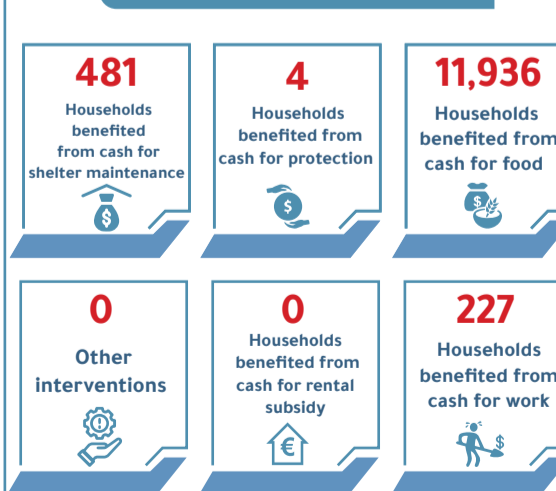 481
Households
benefited
from cash for
shelter maintenance
$
4
Households
benefited from
cash for protection
$
11,936
Households
benefited from
cash for food
$
0
Other
interventions
0
Households
benefited from
cash for rental
subsidy
€
227
Households
benefited from
cash for work
$